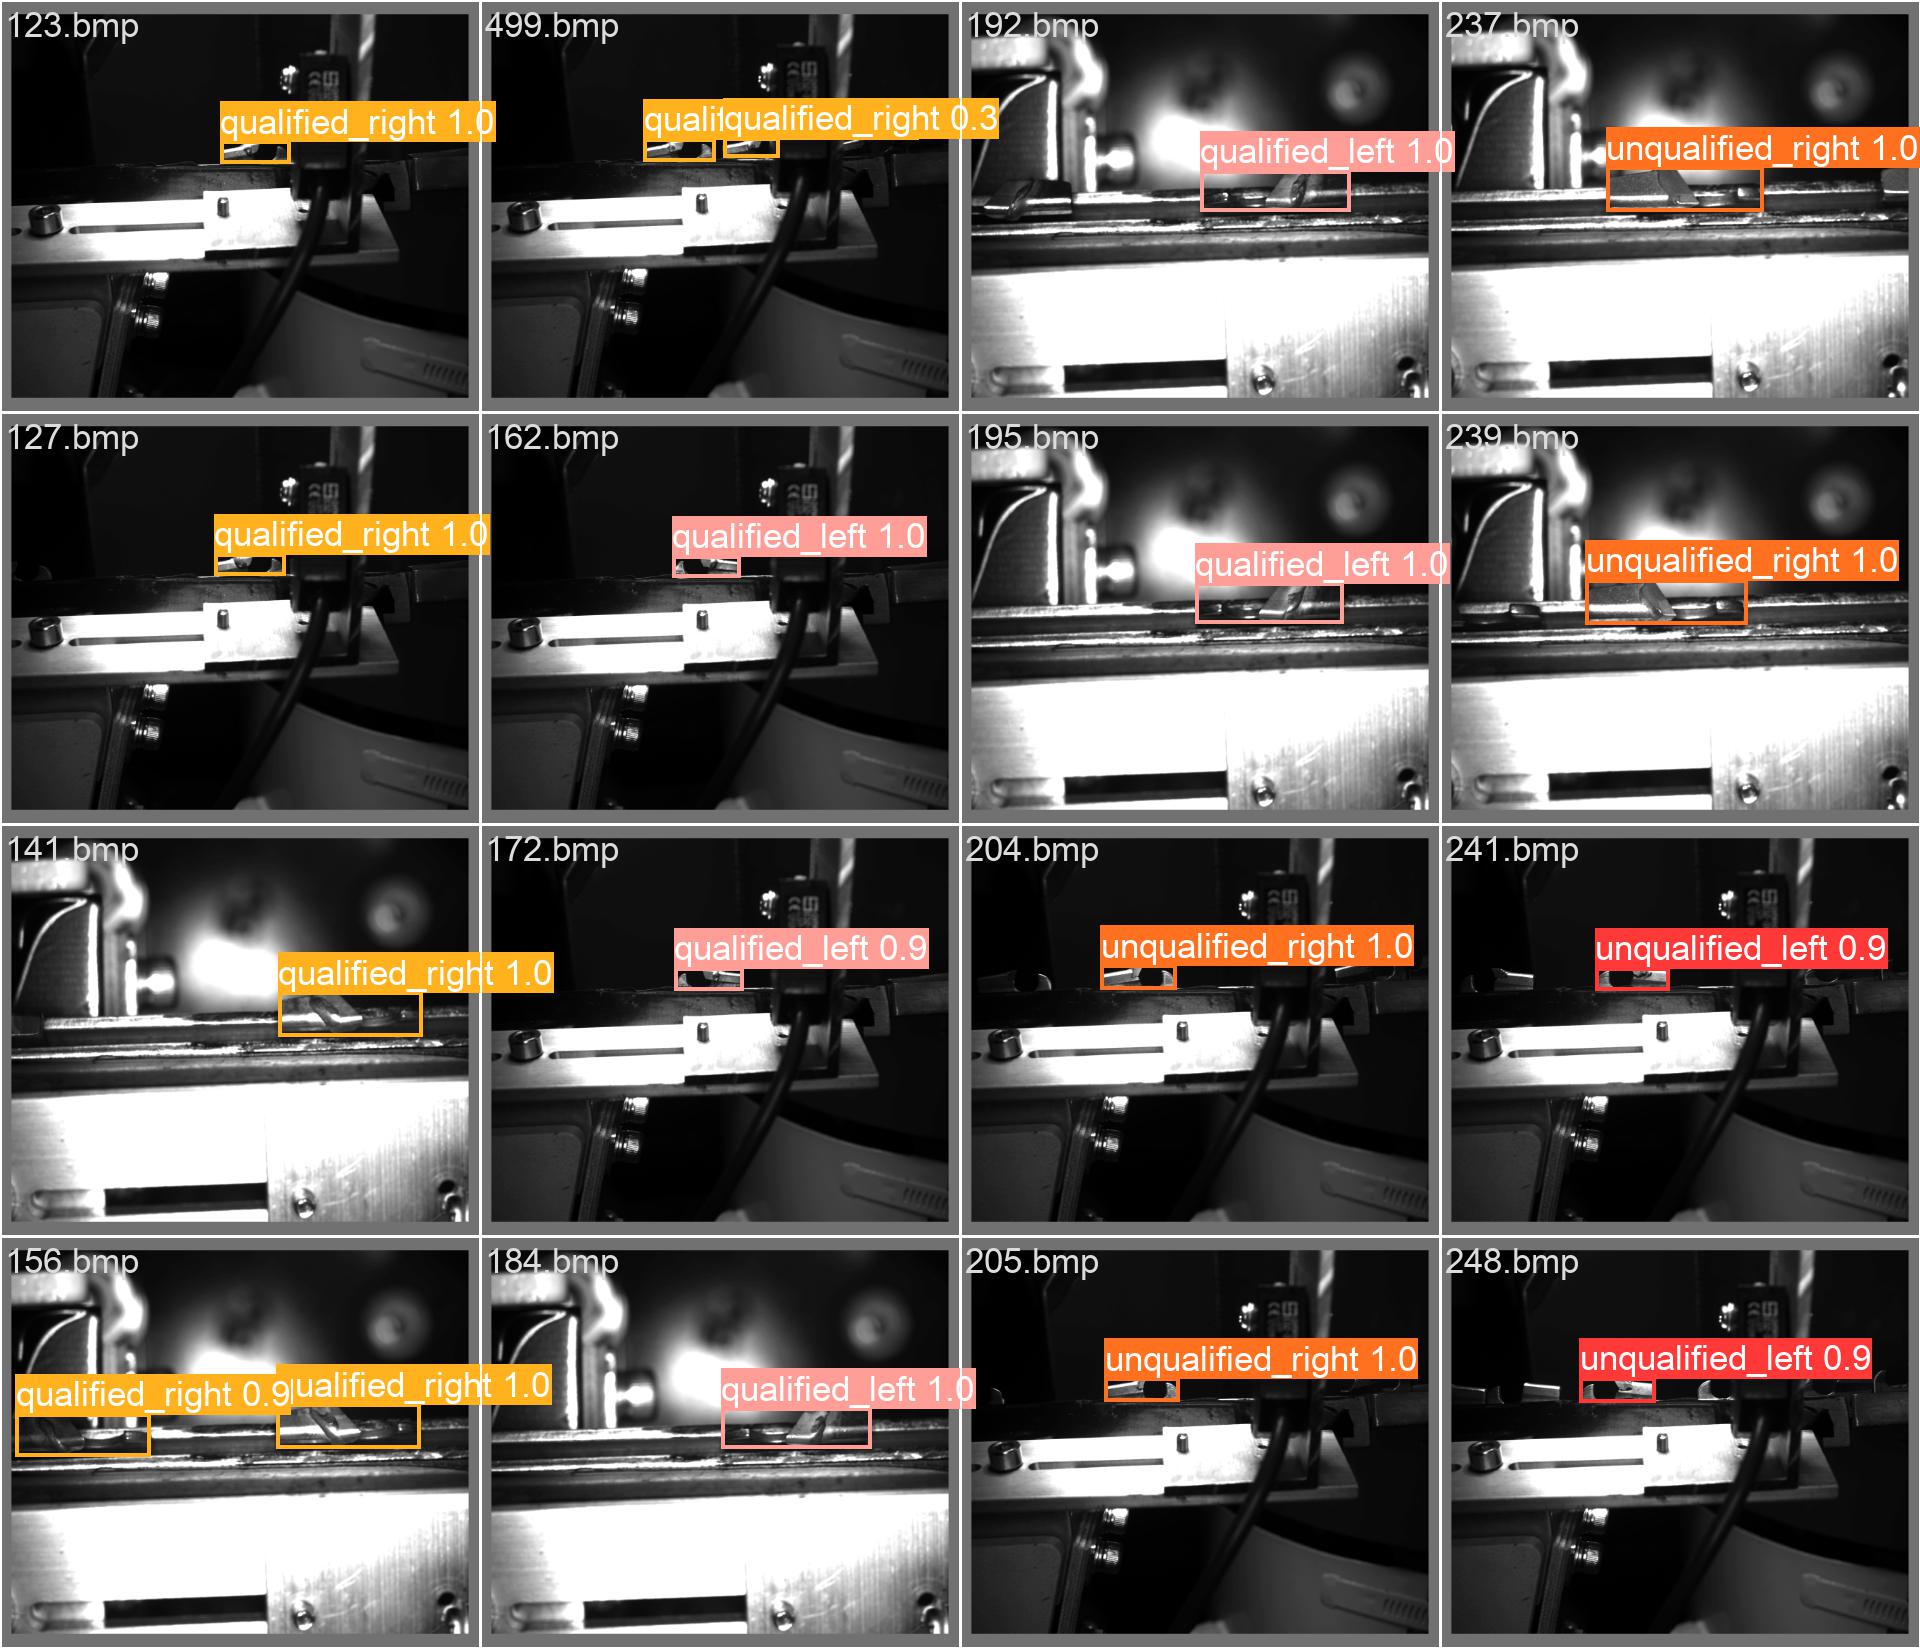 123.bmp
qualified_right 1.0
499.bmp
qualified_right 0.3
192.bmp
qualified_left 1.0
237.bmp
unqualified_right 1.0
127.bmp
qualified_right 1.0
162.bmp
qualified_left 1.0
195.bmp
qualified_left 1.0
239.bmp
unqualified_right 1.0
141.bmp
qualified_right 1.0
172.bmp
qualified_left 0.9
204.bmp
unqualified_right 1.0
241.bmp
unqualified_left 0.9
156.bmp
qualified_right 0.9
qualified_right 1.0
184.bmp
qualified_left 1.0
205.bmp
unqualified_right 1.0
248.bmp
unqualified_left 0.9